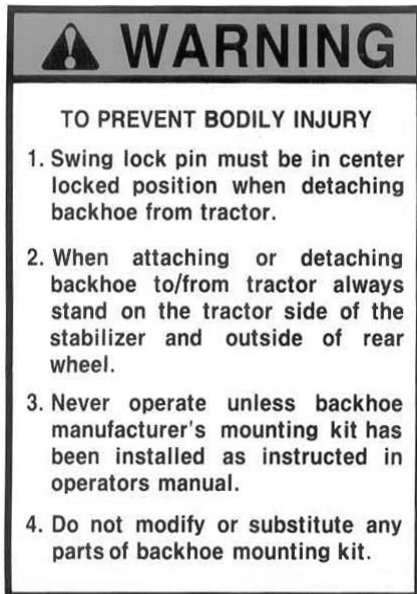 WARNING
TO PREVENT BODILY INJURY
1. Swing lock pin must be in center
locked position when detaching
backhoe from tractor.
2. When attaching or detaching
backhoe to/from tractor always
stand on the tractor side of the
stabilizer and outside of rear
wheel.
3. Never operate unless backhoe
manufacturer's mounting kit has
been installed as instructed in
operators manual.
4. Do not modify or substitute any
parts of backhoe mounting kit.